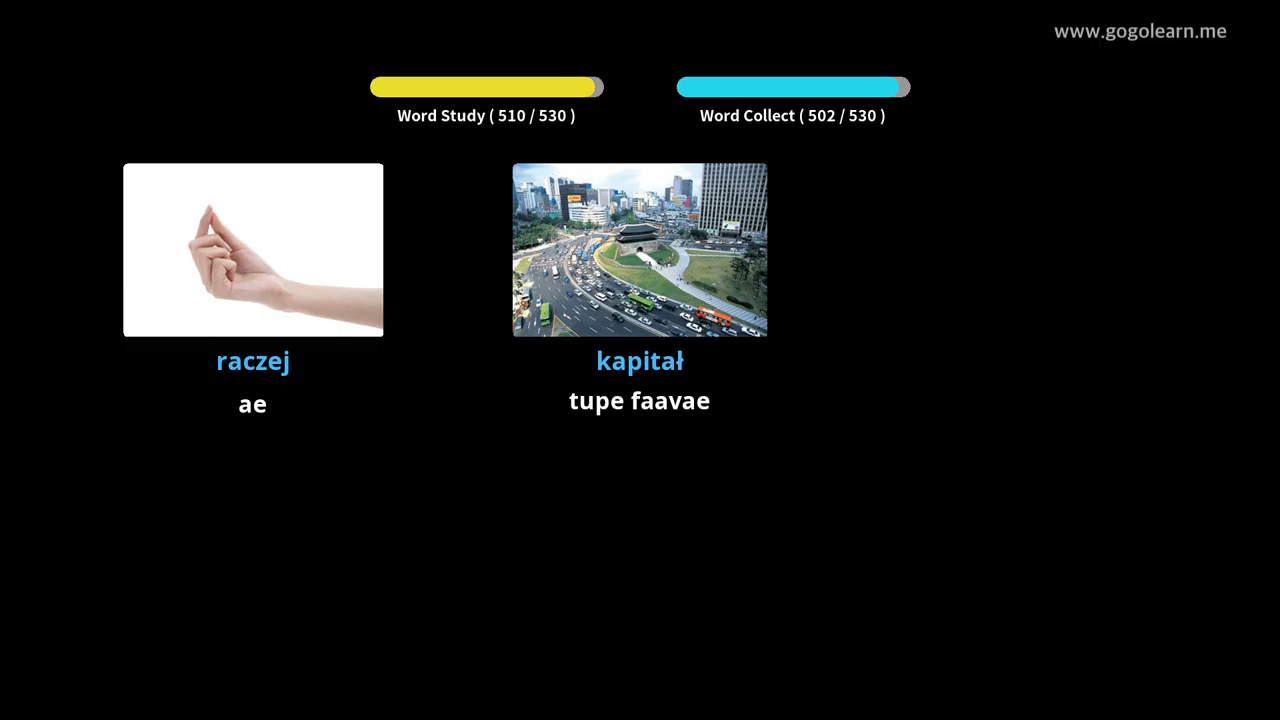 www.gogolearn.me
Word Study ( 510 / 530 )
Word Collect ( 502 / 530 )
raczej
ae
kapitał
tupe faavae